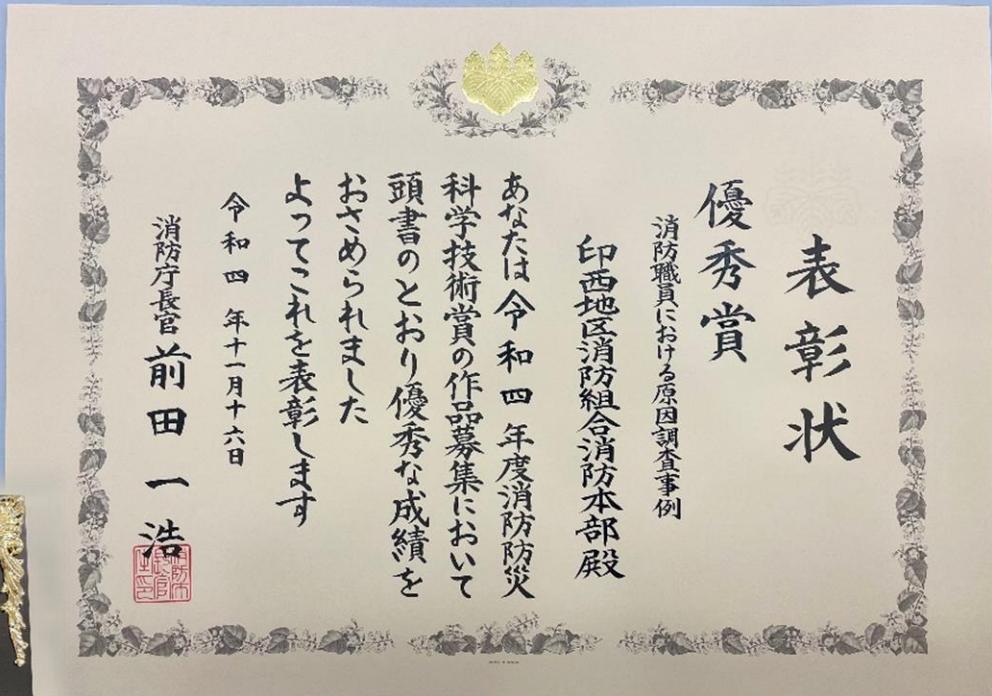 表彰状
優秀賞
消防職員における原因調査事例
印西地区消防組合消防本部殿
あなたは令和四年度消防防災
科学技術賞の作品募集において
頭書のとおり優秀な成績を
おさめられました
よってこれを表彰します
令和四年十一月十六日
消防庁長官 前田一浩